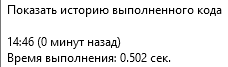 Показать историю выполненного кода
14:46 (0 минут назад)
Время выполнения: 0.502 сек.